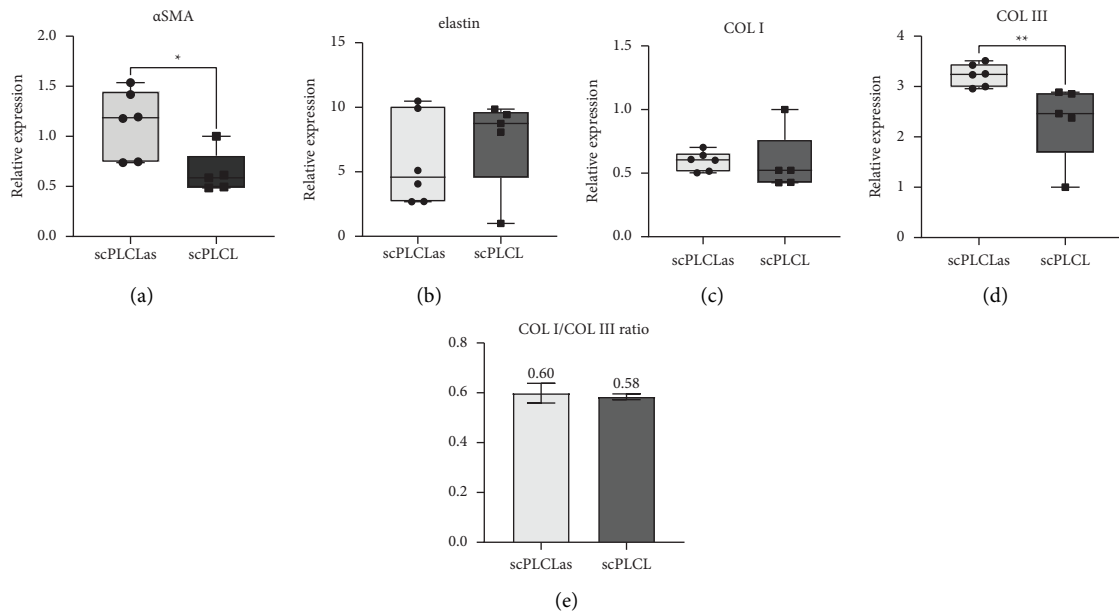 αSMA
2.0
1.5
1.0
0.5
0.0
Relative expression
*
scPLCLas
scPLCL
(a)
elastin
15
10
5
0
Relative expression
scPLCLas
scPLCL
(b)
COL I
1.5
1.0
0.5
0.0
Relative expression
scPLCLas
scPLCL
(c)
COL III
4
3
2
1
0
Relative expression
**
scPLCLas
scPLCL
(d)
COL I/COL III ratio
0.8
0.6
0.4
0.2
0.0
0.60
0.58
scPLCLas
scPLCL
(e)